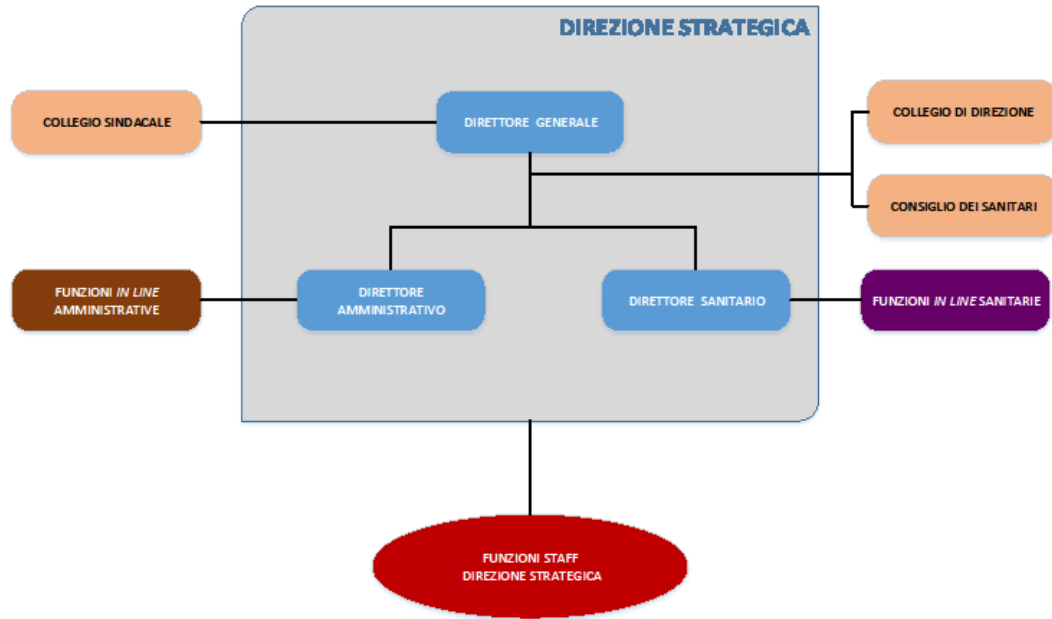 DIREZIONE STRATEGICA
COLLEGIO SINDACALE
DIRETTORE GENERALE
COLLEGIO DI DIREZIONE
CONSIGLIO DEI SANITARI
FUNZIONI IN LINE
AMMINISTRATIVE
DIRETTORE
AMMINISTRATIVO
DIRETTORE SANITARIO
FUNZIONI IN LINE SANITARIE
FUNZIONI STAFF
DIREZIONE STRATEGICA